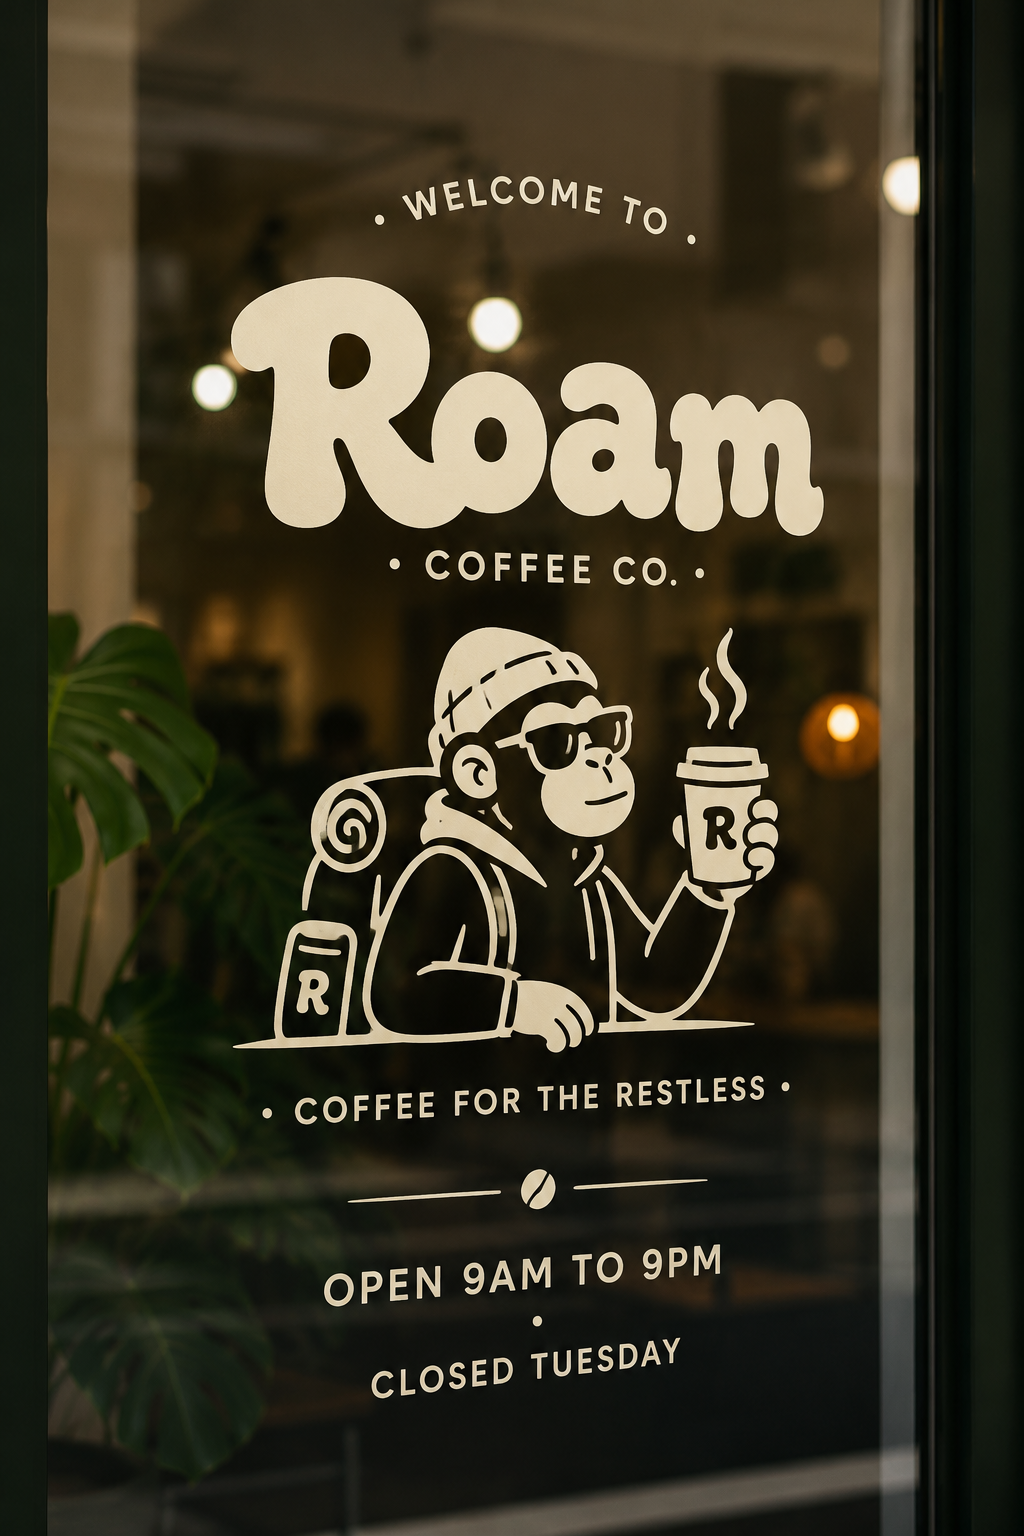 • WELCOME TO •
Roam
• COFFEE CO. •
R
R
• COFFEE FOR THE RESTLESS •
OPEN 9AM TO 9PM
•
CLOSED TUESDAY